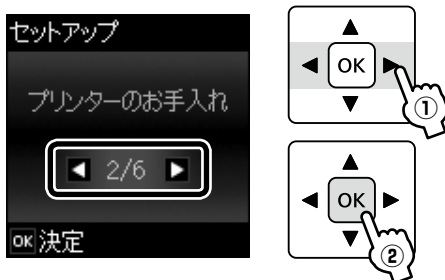 セットアップ
プリンターのお手入れ
◀ 2/6 ▶
OK 決定
▲
◀ OK ▶
▼
①
▲
◀ OK ▶
▼
②